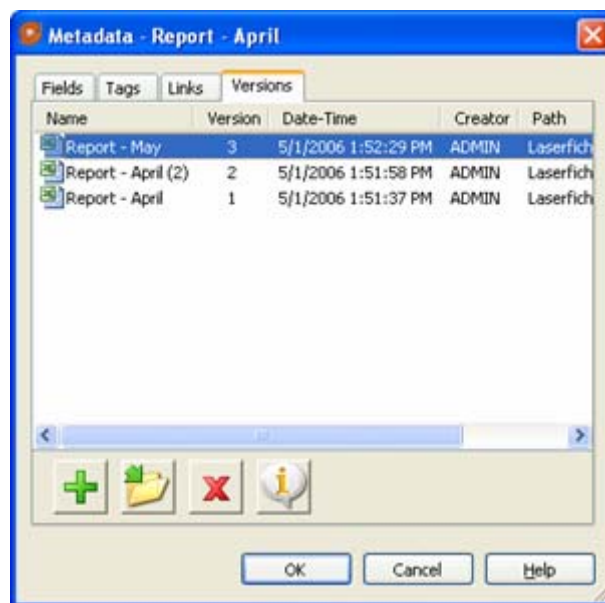 Metadata - Report - April
Fields Tags Links Versions
Name Version Date-Time Creator Path
Report - May 3 5/1/2006 1:52:29 PM ADMIN Laserfich
Report - April (2) 2 5/1/2006 1:51:58 PM ADMIN Laserfich
Report - April 1 5/1/2006 1:51:37 PM ADMIN Laserfich
OK Cancel Help